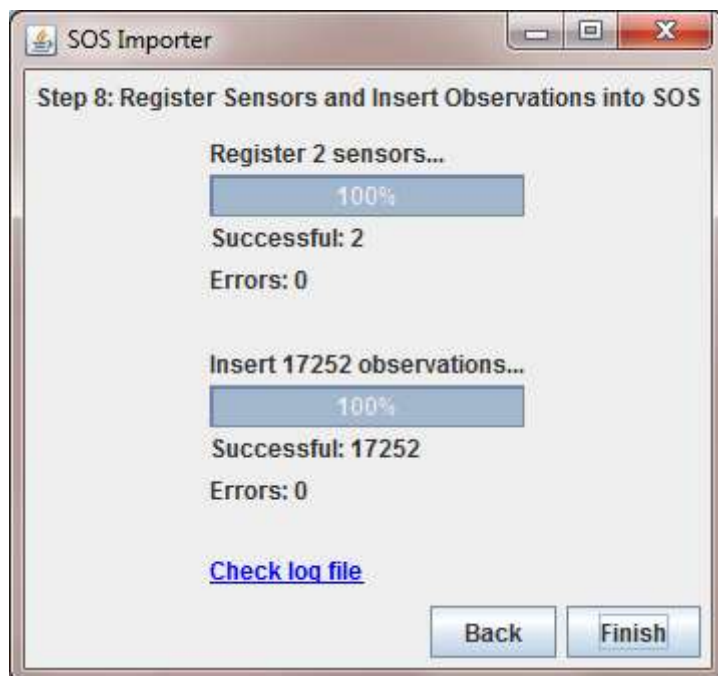 SOS Importer
Step 8: Register Sensors and Insert Observations into SOS
Register 2 sensors...
100%
Successful: 2
Errors: 0
Insert 17252 observations...
100%
Successful: 17252
Errors: 0
Check log file
Back
Finish